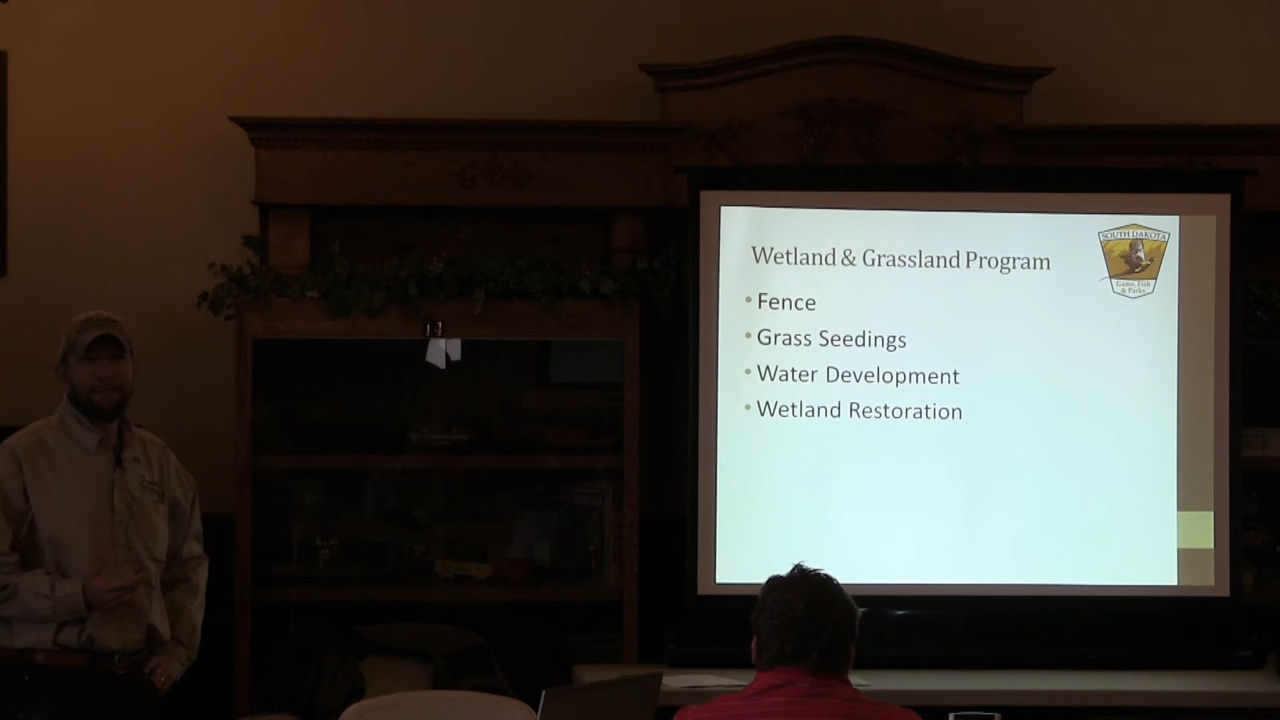 Wetland & Grassland Program
SOUTH DAKOTA
Game, Fish
& Parks
• Fence
• Grass Seedings
• Water Development
• Wetland Restoration